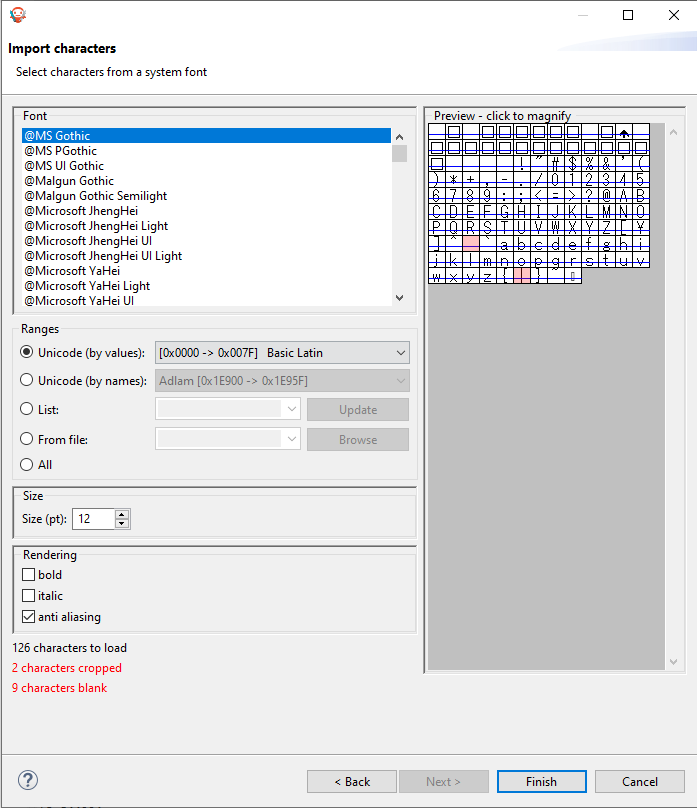 Import characters
Select characters from a system font
Font
@MS Gothic
@MS PGothic
@MS UI Gothic
@Malgun Gothic
@Malgun Gothic Semilight
@Microsoft JhengHei
@Microsoft JhengHei Light
@Microsoft JhengHei UI
@Microsoft JhengHei UI Light
@Microsoft YaHei
@Microsoft YaHei Light
@Microsoft YaHei UI
Ranges
Unicode (by values): [0x0000 -> 0x007F] Basic Latin
Unicode (by names): Adlam [0x1E900 -> 0x1E95F]
List: Update
From file: Browse
All
Size
Size (pt): 12
Rendering
bold
italic
anti aliasing
126 characters to load
2 characters cropped
9 characters blank
Preview - click to magnify
! " # $ % & ' (
) * + , - . / 0 1 2 3 4 5
6 7 8 9 : ; < = > ? @ A B
C D E F G H I J K L M N O
P Q R S T U V W X Y Z [ ¥
] ^ _ ` a b c d e f g h i
j k l m n o p q r s t u v
w x y z { | }
? < Back Next > Finish Cancel